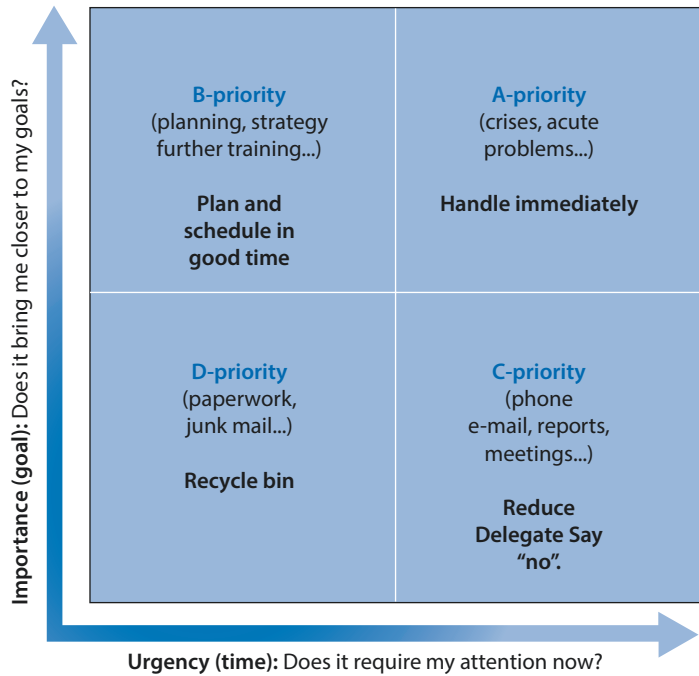 Importance (goal): Does it bring me closer to my goals?
B-priority
(planning, strategy
further training...)
Plan and
schedule in
good time
A-priority
(crises, acute
problems...)
Handle immediately
D-priority
(paperwork,
junk mail...)
Recycle bin
C-priority
(phone
e-mail, reports,
meetings...)
Reduce
Delegate Say
“no”.
Urgency (time): Does it require my attention now?